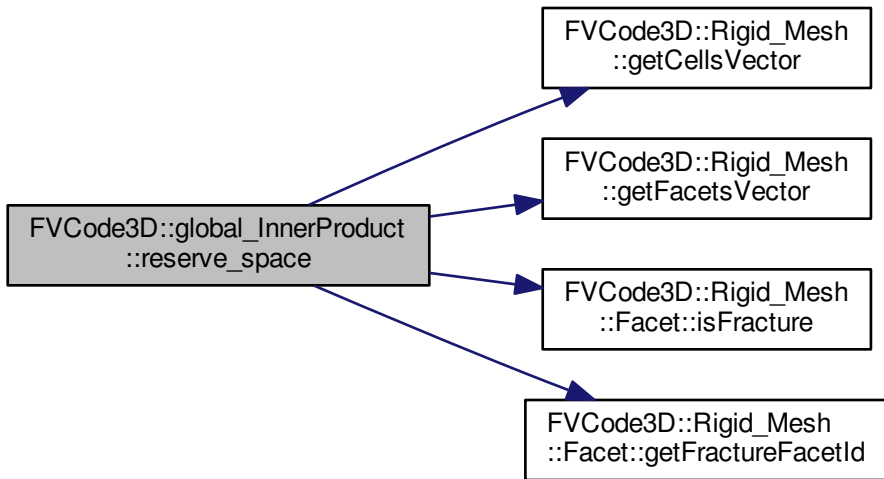 FVCode3D::Rigid_Mesh
::getCellsVector
FVCode3D::Rigid_Mesh
::getFacetsVector
FVCode3D::global_InnerProduct
::reserve_space
FVCode3D::Rigid_Mesh
::Facet::isFracture
FVCode3D::Rigid_Mesh
::Facet::getFractureFacetId